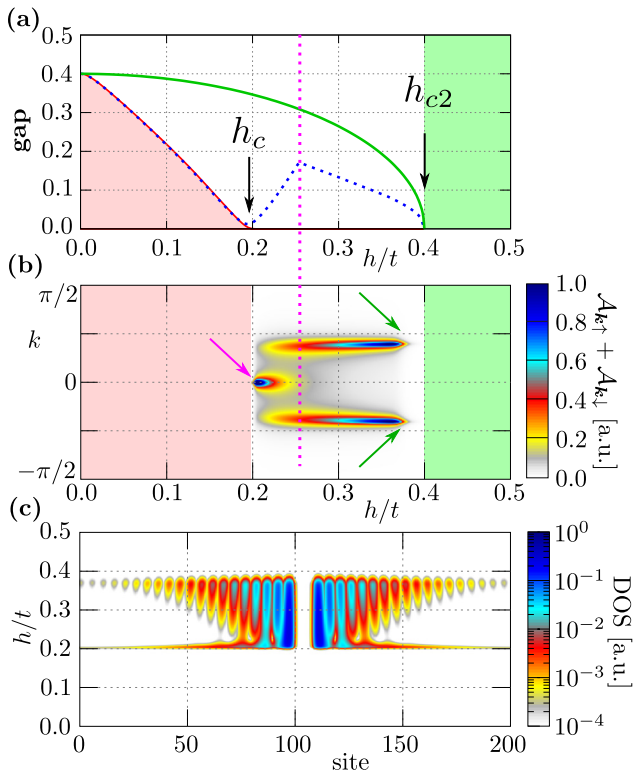 (a)
0.5
0.4
0.3
0.2
0.1
0.0
gap
h_c
h_{c2}
0.0 0.1 0.2 0.3 0.4 0.5
h/t
(b)
π/2
k
0
−π/2
0.0 0.1 0.2 0.3 0.4 0.5
h/t
1.0
0.8
0.6
0.4
0.2
0.0
𝒜_{k↑} + 𝒜_{k↓} [a.u.]
(c)
0.5
0.4
0.3
0.2
0.1
0.0
h/t
0 50 100 150 200
site
10^0
10^{−1}
10^{−2}
10^{−3}
10^{−4}
DOS [a.u.]